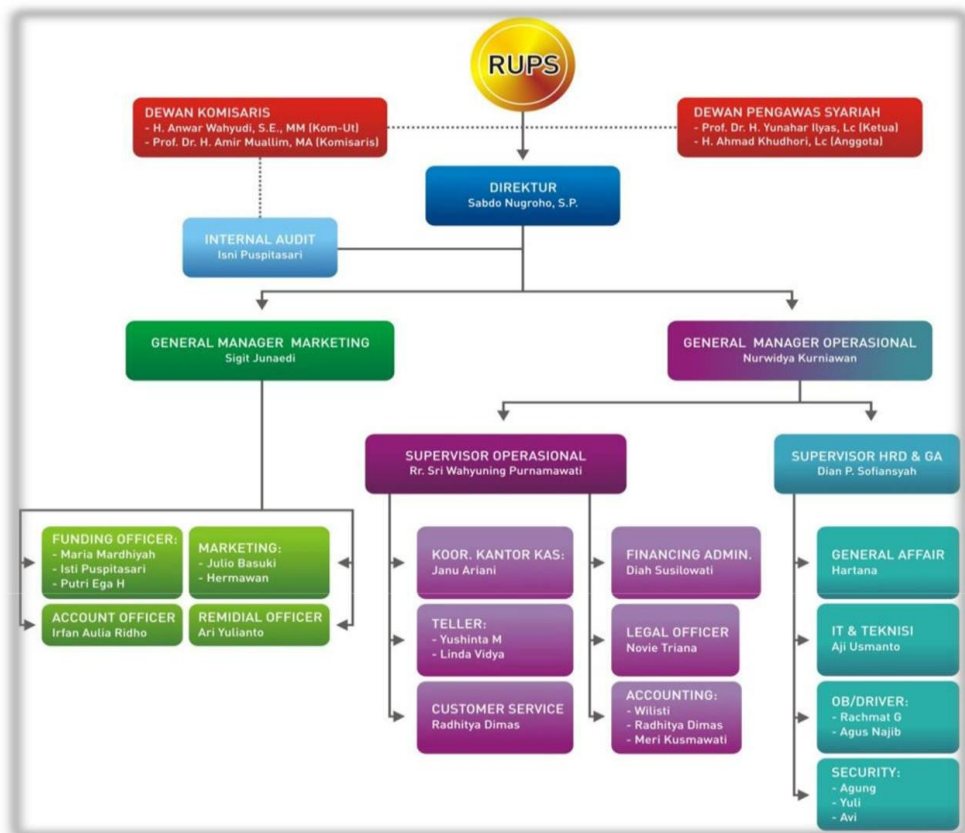 RUPS
DEWAN KOMISARIS
- H. Anwar Wahyudi, S.E., MM (Kom-Ut)
- Prof. Dr. H. Amir Muallim, MA (Komisaris)
DEWAN PENGAWAS SYARIAH
- Prof. Dr. H. Yunahar Ilyas, Lc (Ketua)
- H. Ahmad Khudhori, Lc (Anggota)
DIREKTUR
Sabdo Nugroho, S.P.
INTERNAL AUDIT
Isni Puspitasari
GENERAL MANAGER MARKETING
Sigit Junaedi
GENERAL MANAGER OPERASIONAL
Nurwidya Kurniawan
SUPERVISOR OPERASIONAL
Rr. Sri Wahyuning Purnamawati
SUPERVISOR HRD & GA
Dian P. Sofiansyah
FUNDING OFFICER:
- Maria Mardhiyah
- Isti Puspitasari
- Putri Ega H
MARKETING:
- Julio Basuki
- Hermawan
ACCOUNT OFFICER
Irfan Aulia Ridho
REMIDIAL OFFICER
Ari Yulianto
KOOR. KANTOR KAS:
Janu Ariani
TELLER:
- Yushinta M
- Linda Vidya
CUSTOMER SERVICE
Radhitya Dimas
FINANCING ADMIN.
Diah Susilowati
LEGAL OFFICER
Novie Triana
ACCOUNTING:
- Wilisti
- Radhitya Dimas
- Meri Kusmawati
GENERAL AFFAIR
Hartana
IT & TEKNISI
Aji Usmanto
OB/DRIVER:
- Rachmat G
- Agus Najib
SECURITY:
- Agung
- Yuli
- Avi